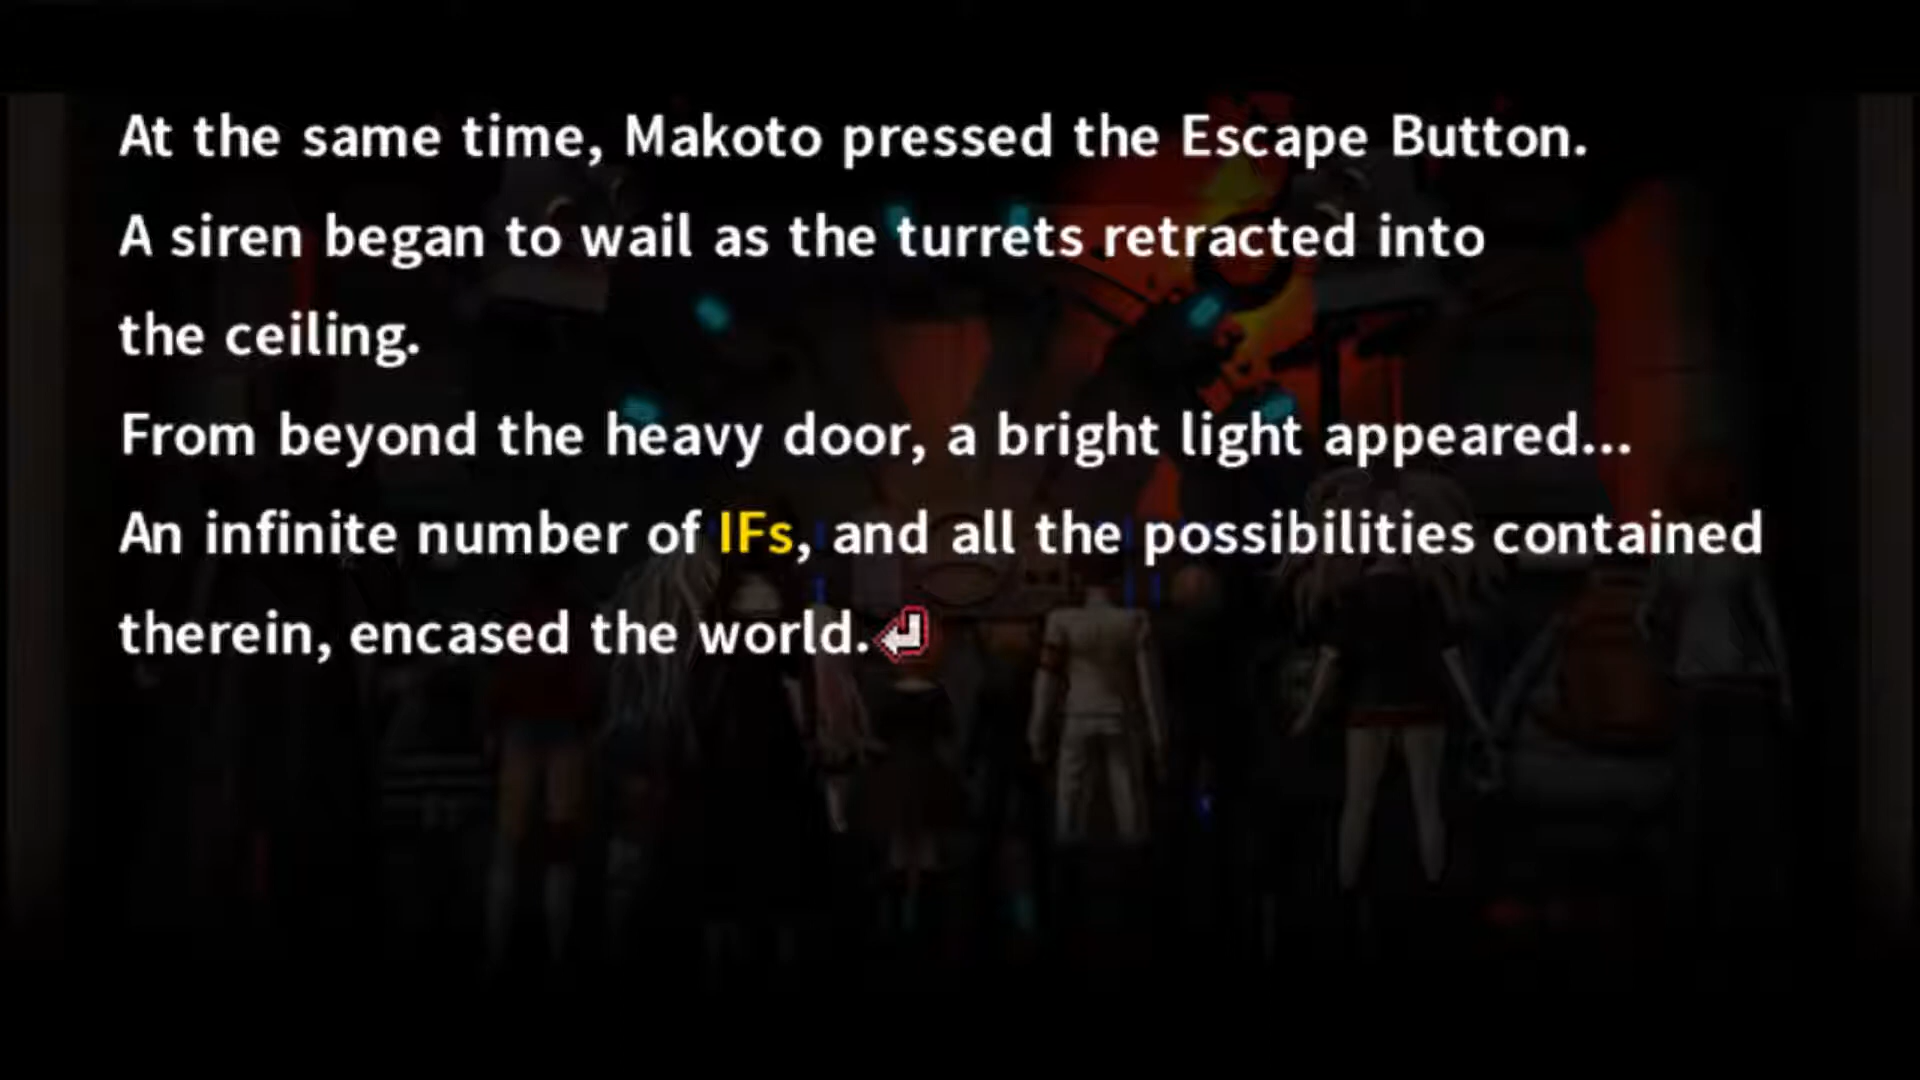 At the same time, Makoto pressed the Escape Button.
A siren began to wail as the turrets retracted into
the ceiling.
From beyond the heavy door, a bright light appeared...
An infinite number of IFs, and all the possibilities contained
therein, encased the world.